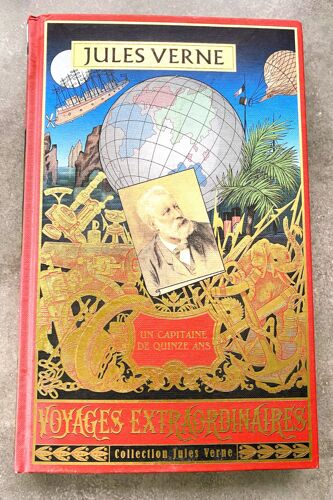 JULES VERNE
UN CAPITAINE
DE QUINZE ANS
VOYAGES EXTRAORDINAIRES
Collection Jules Verne